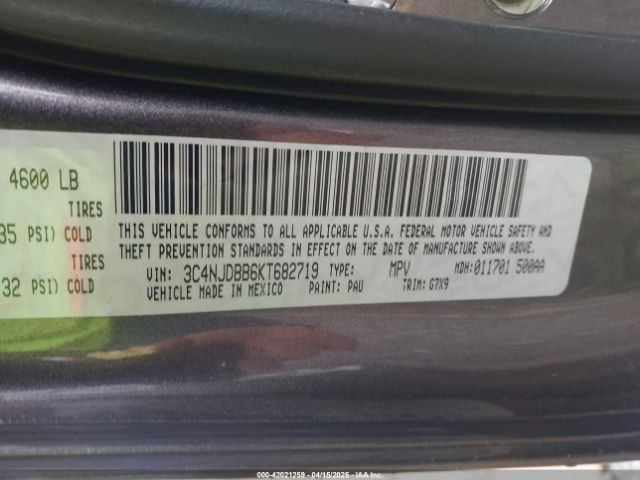 4600 LB
TIRES
35 PSI) COLD
TIRES
32 PSI) COLD
THIS VEHICLE CONFORMS TO ALL APPLICABLE U.S.A. FEDERAL MOTOR VEHICLE SAFETY AND
THEFT PREVENTION STANDARDS IN EFFECT ON THE DATE OF MANUFACTURE SHOWN ABOVE.
VIN: 3C4NJDBB6KT682719 TYPE: MPV MDH:011701 500AA
VEHICLE MADE IN MEXICO PAINT: PAU TRIM: G7X9
000-42021259 - 04/15/2025 - IAA Inc.